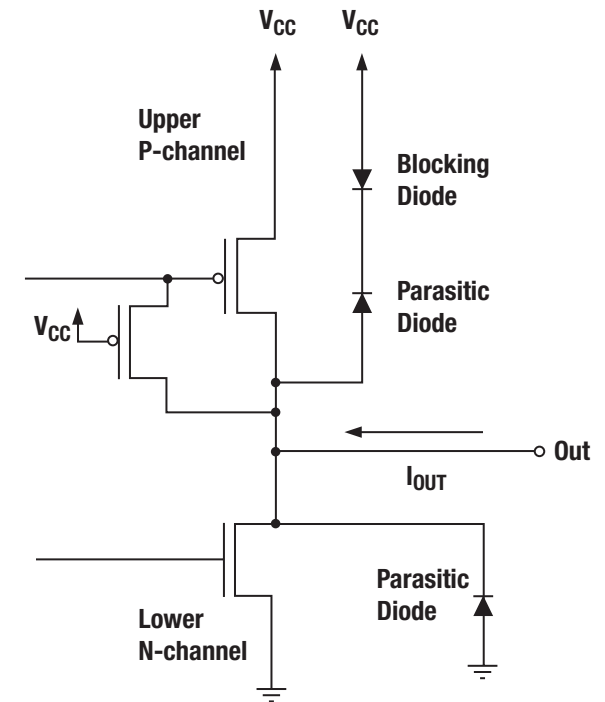 VCC VCC
Upper
P-channel
Blocking
Diode
Parasitic
Diode
VCC
Out
IOUT
Parasitic
Diode
Lower
N-channel